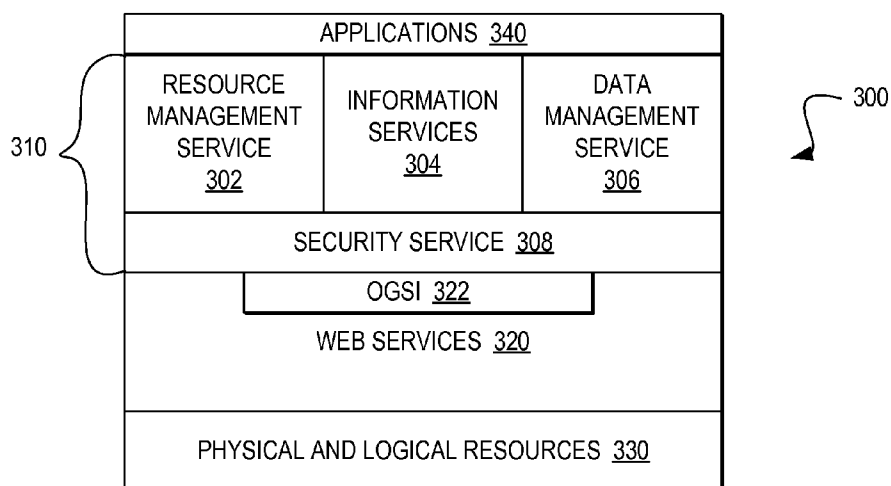 APPLICATIONS 340
RESOURCE
MANAGEMENT
SERVICE
302
INFORMATION
SERVICES
304
DATA
MANAGEMENT
SERVICE
306
300
310
SECURITY SERVICE 308
OGSI 322
WEB SERVICES 320
PHYSICAL AND LOGICAL RESOURCES 330